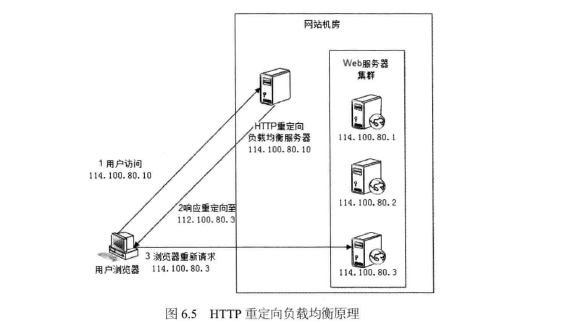 网站机房
Web服务器
集群
114.100.80.1
HTTP重定向
负载均衡服务器
114.100.80.10
1 用户访问
114.100.80.10
114.100.80.2
2响应重定向至
112.100.80.3
3 浏览器重新请求
114.100.80.3
用户浏览器
114.100.80.3
图 6.5 HTTP 重定向负载均衡原理